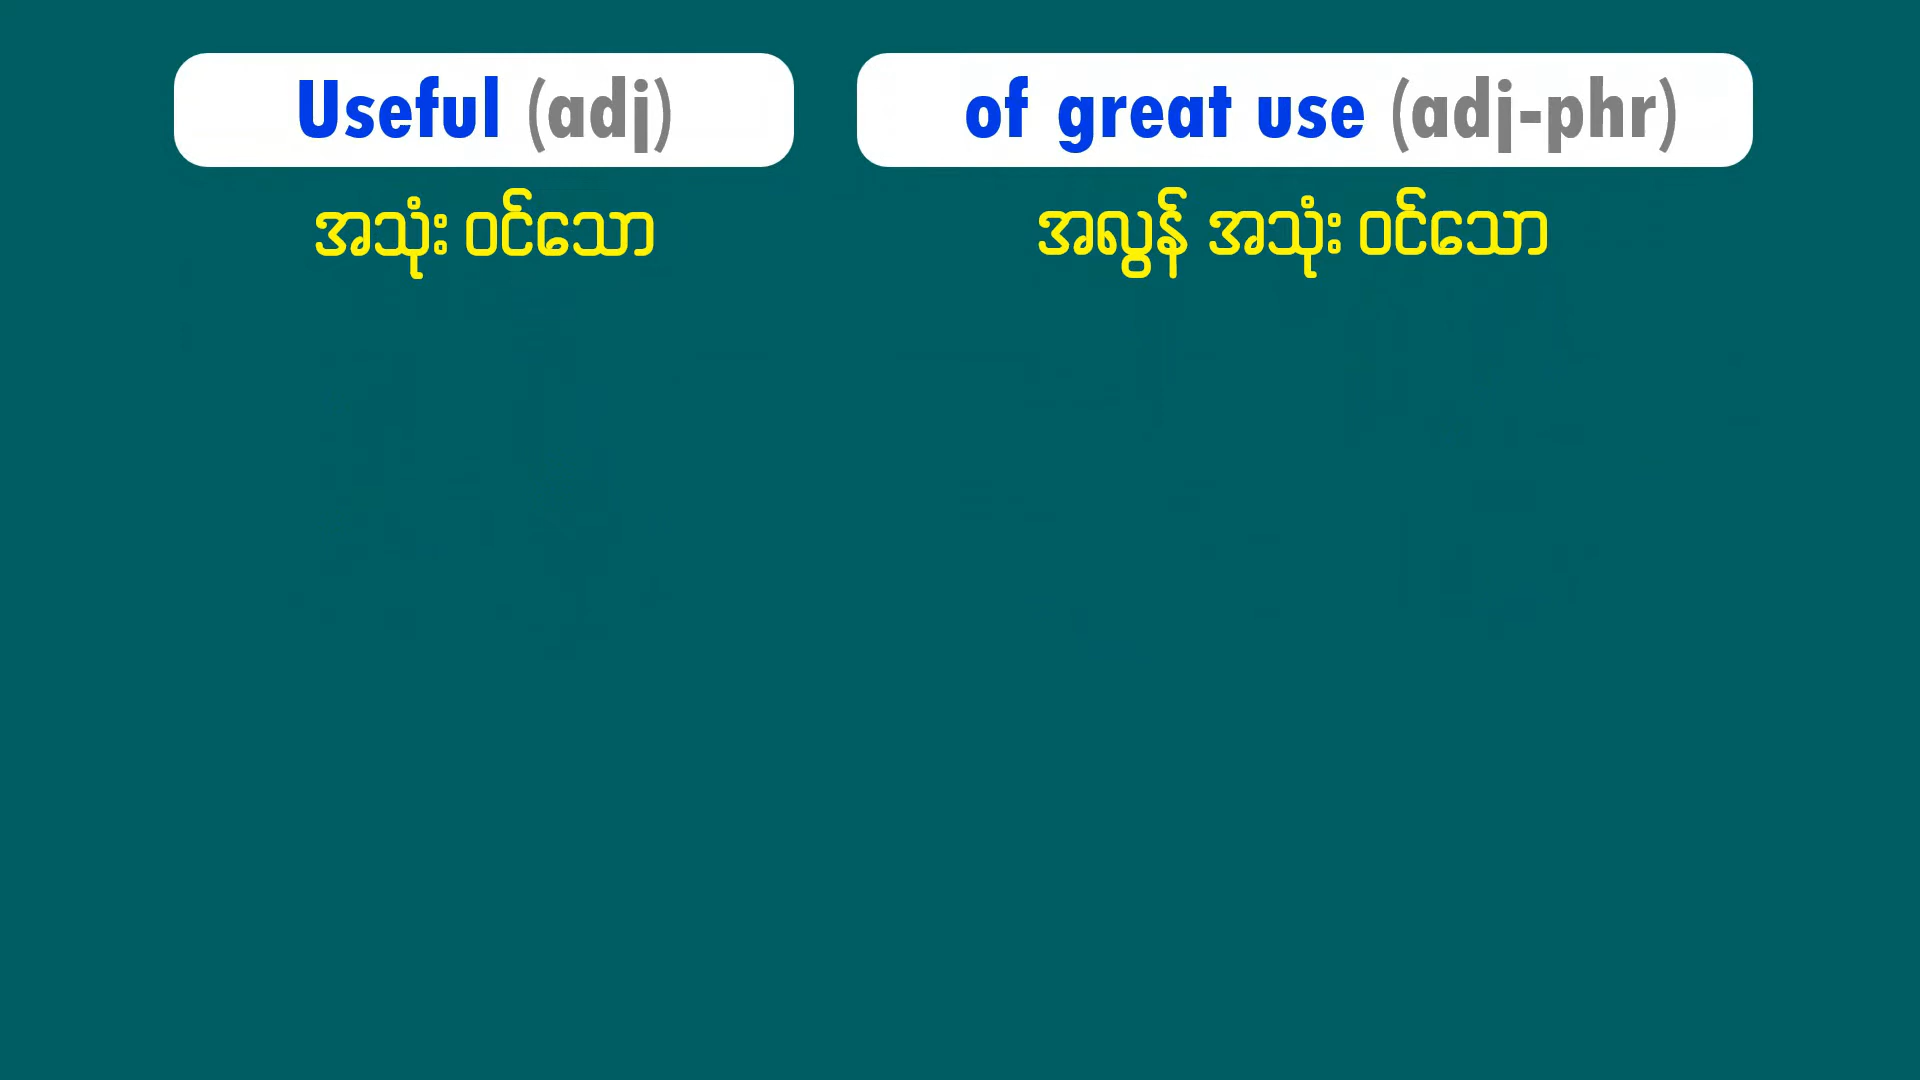 Useful (adj)
of great use (adj-phr)
အသုံး ဝင်သော
အလွန် အသုံး ဝင်သော